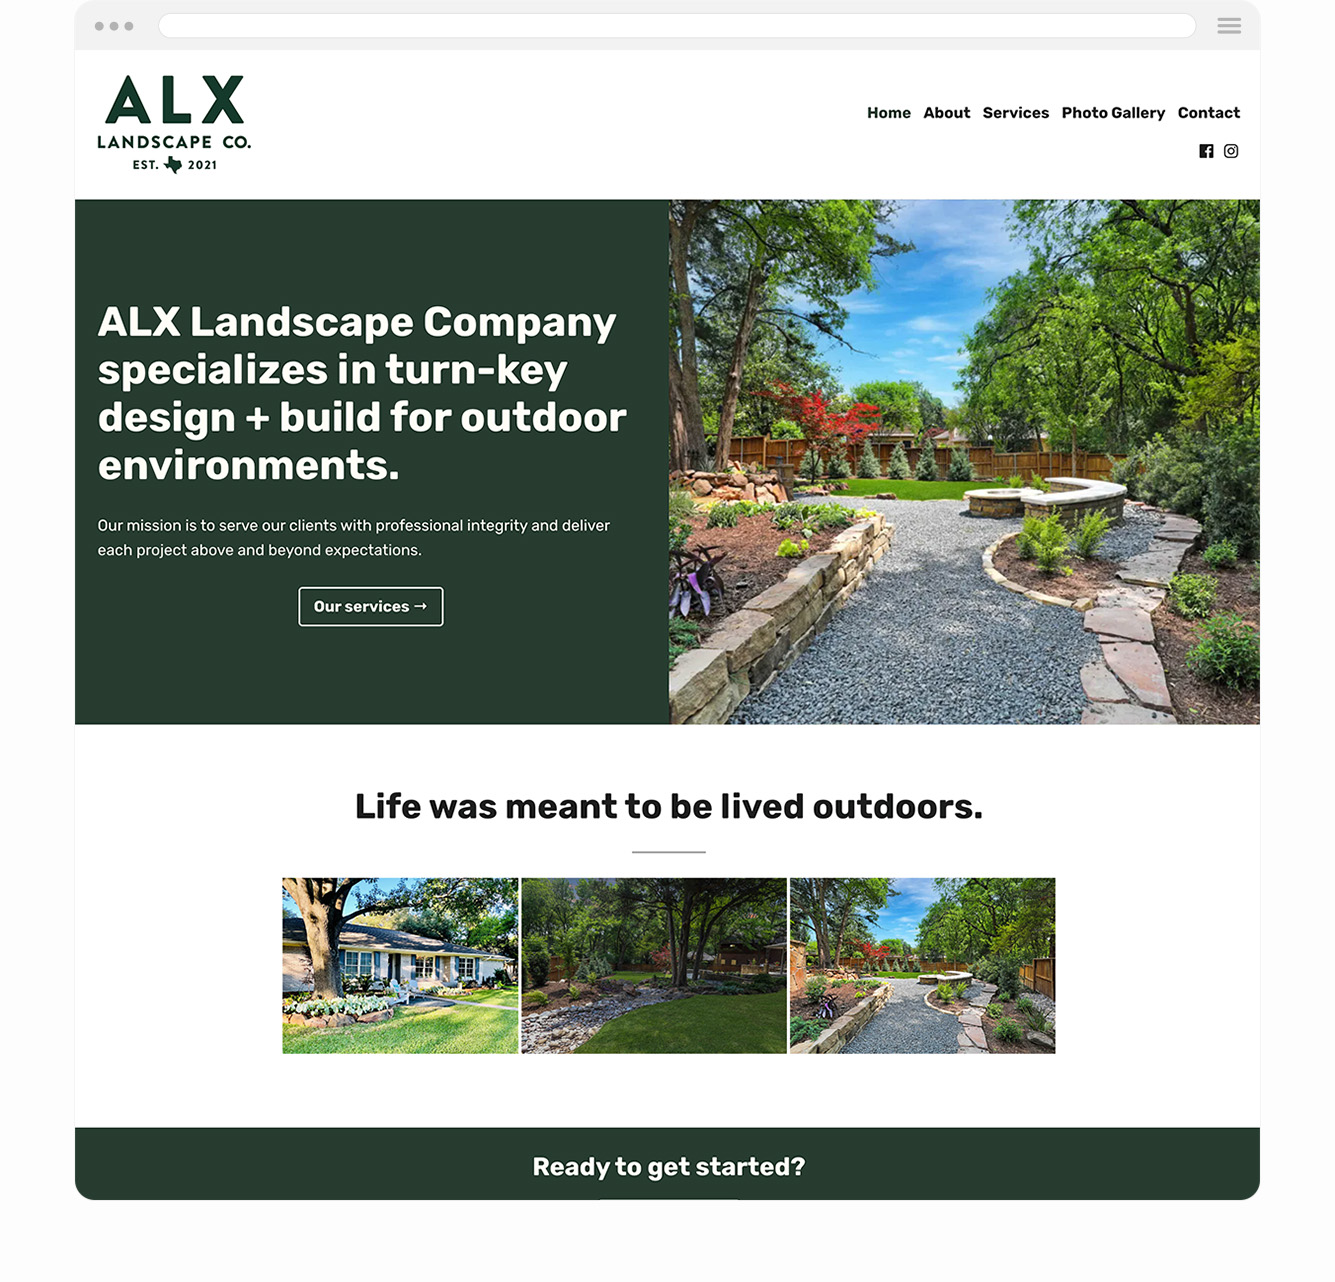 ALX
LANDSCAPE CO.
EST. 2021
Home About Services Photo Gallery Contact
ALX Landscape Company
specializes in turn-key
design + build for outdoor
environments.
Our mission is to serve our clients with professional integrity and deliver
each project above and beyond expectations.
Our services →
Life was meant to be lived outdoors.
Ready to get started?